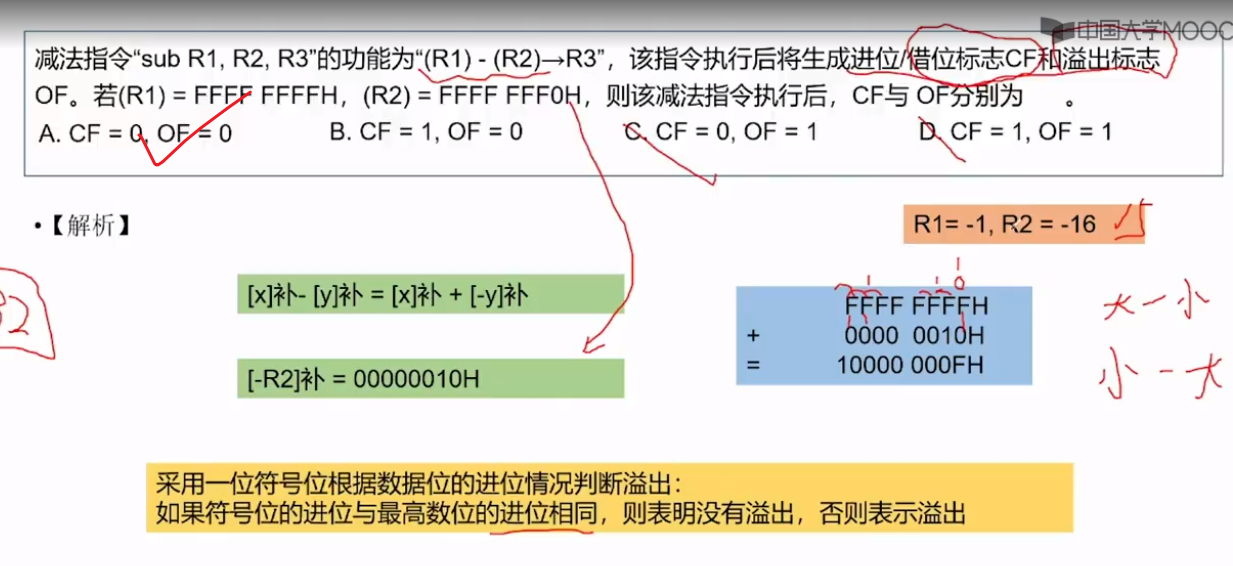 中国大学MOOC
减法指令“sub R1, R2, R3”的功能为“(R1) - (R2)→R3”，该指令执行后将生成进位/借位标志CF和溢出标志
OF。若(R1) = FFFF FFFFH，(R2) = FFFF FFF0H，则该减法指令执行后，CF与 OF分别为 。
A. CF = 0, OF = 0 B. CF = 1, OF = 0 C. CF = 0, OF = 1 D. CF = 1, OF = 1
•【解析】
R1= -1, R2 = -16
[x]补- [y]补 = [x]补 + [-y]补
1
1 1 0
FFFF FFFFH
+ 0000 0010H
= 10000 000FH
大-小
小-大
[-R2]补 = 00000010H
采用一位符号位根据数据位的进位情况判断溢出：
如果符号位的进位与最高数位的进位相同，则表明没有溢出，否则表示溢出